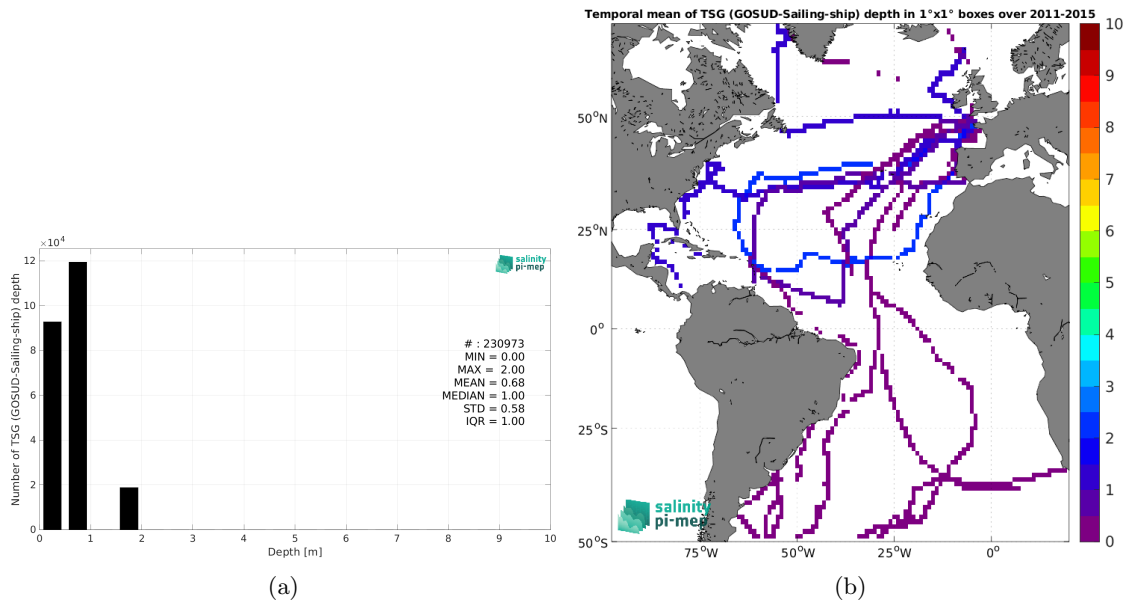 ×10⁴
12
10
8
6
4
2
0
Number of TSG (GOSUD-Sailing-ship) depth
0 1 2 3 4 5 6 7 8 9 10
Depth [m]
salinity
pi-mep
# : 230973
MIN = 0.00
MAX = 2.00
MEAN = 0.68
MEDIAN = 1.00
STD = 0.58
IQR = 1.00
(a)
Temporal mean of TSG (GOSUD-Sailing-ship) depth in 1°x1° boxes over 2011-2015
50°N
25°N
0°
25°S
50°S
75°W 50°W 25°W 0°
salinity
pi-mep
10
9
8
7
6
5
4
3
2
1
0
(b)